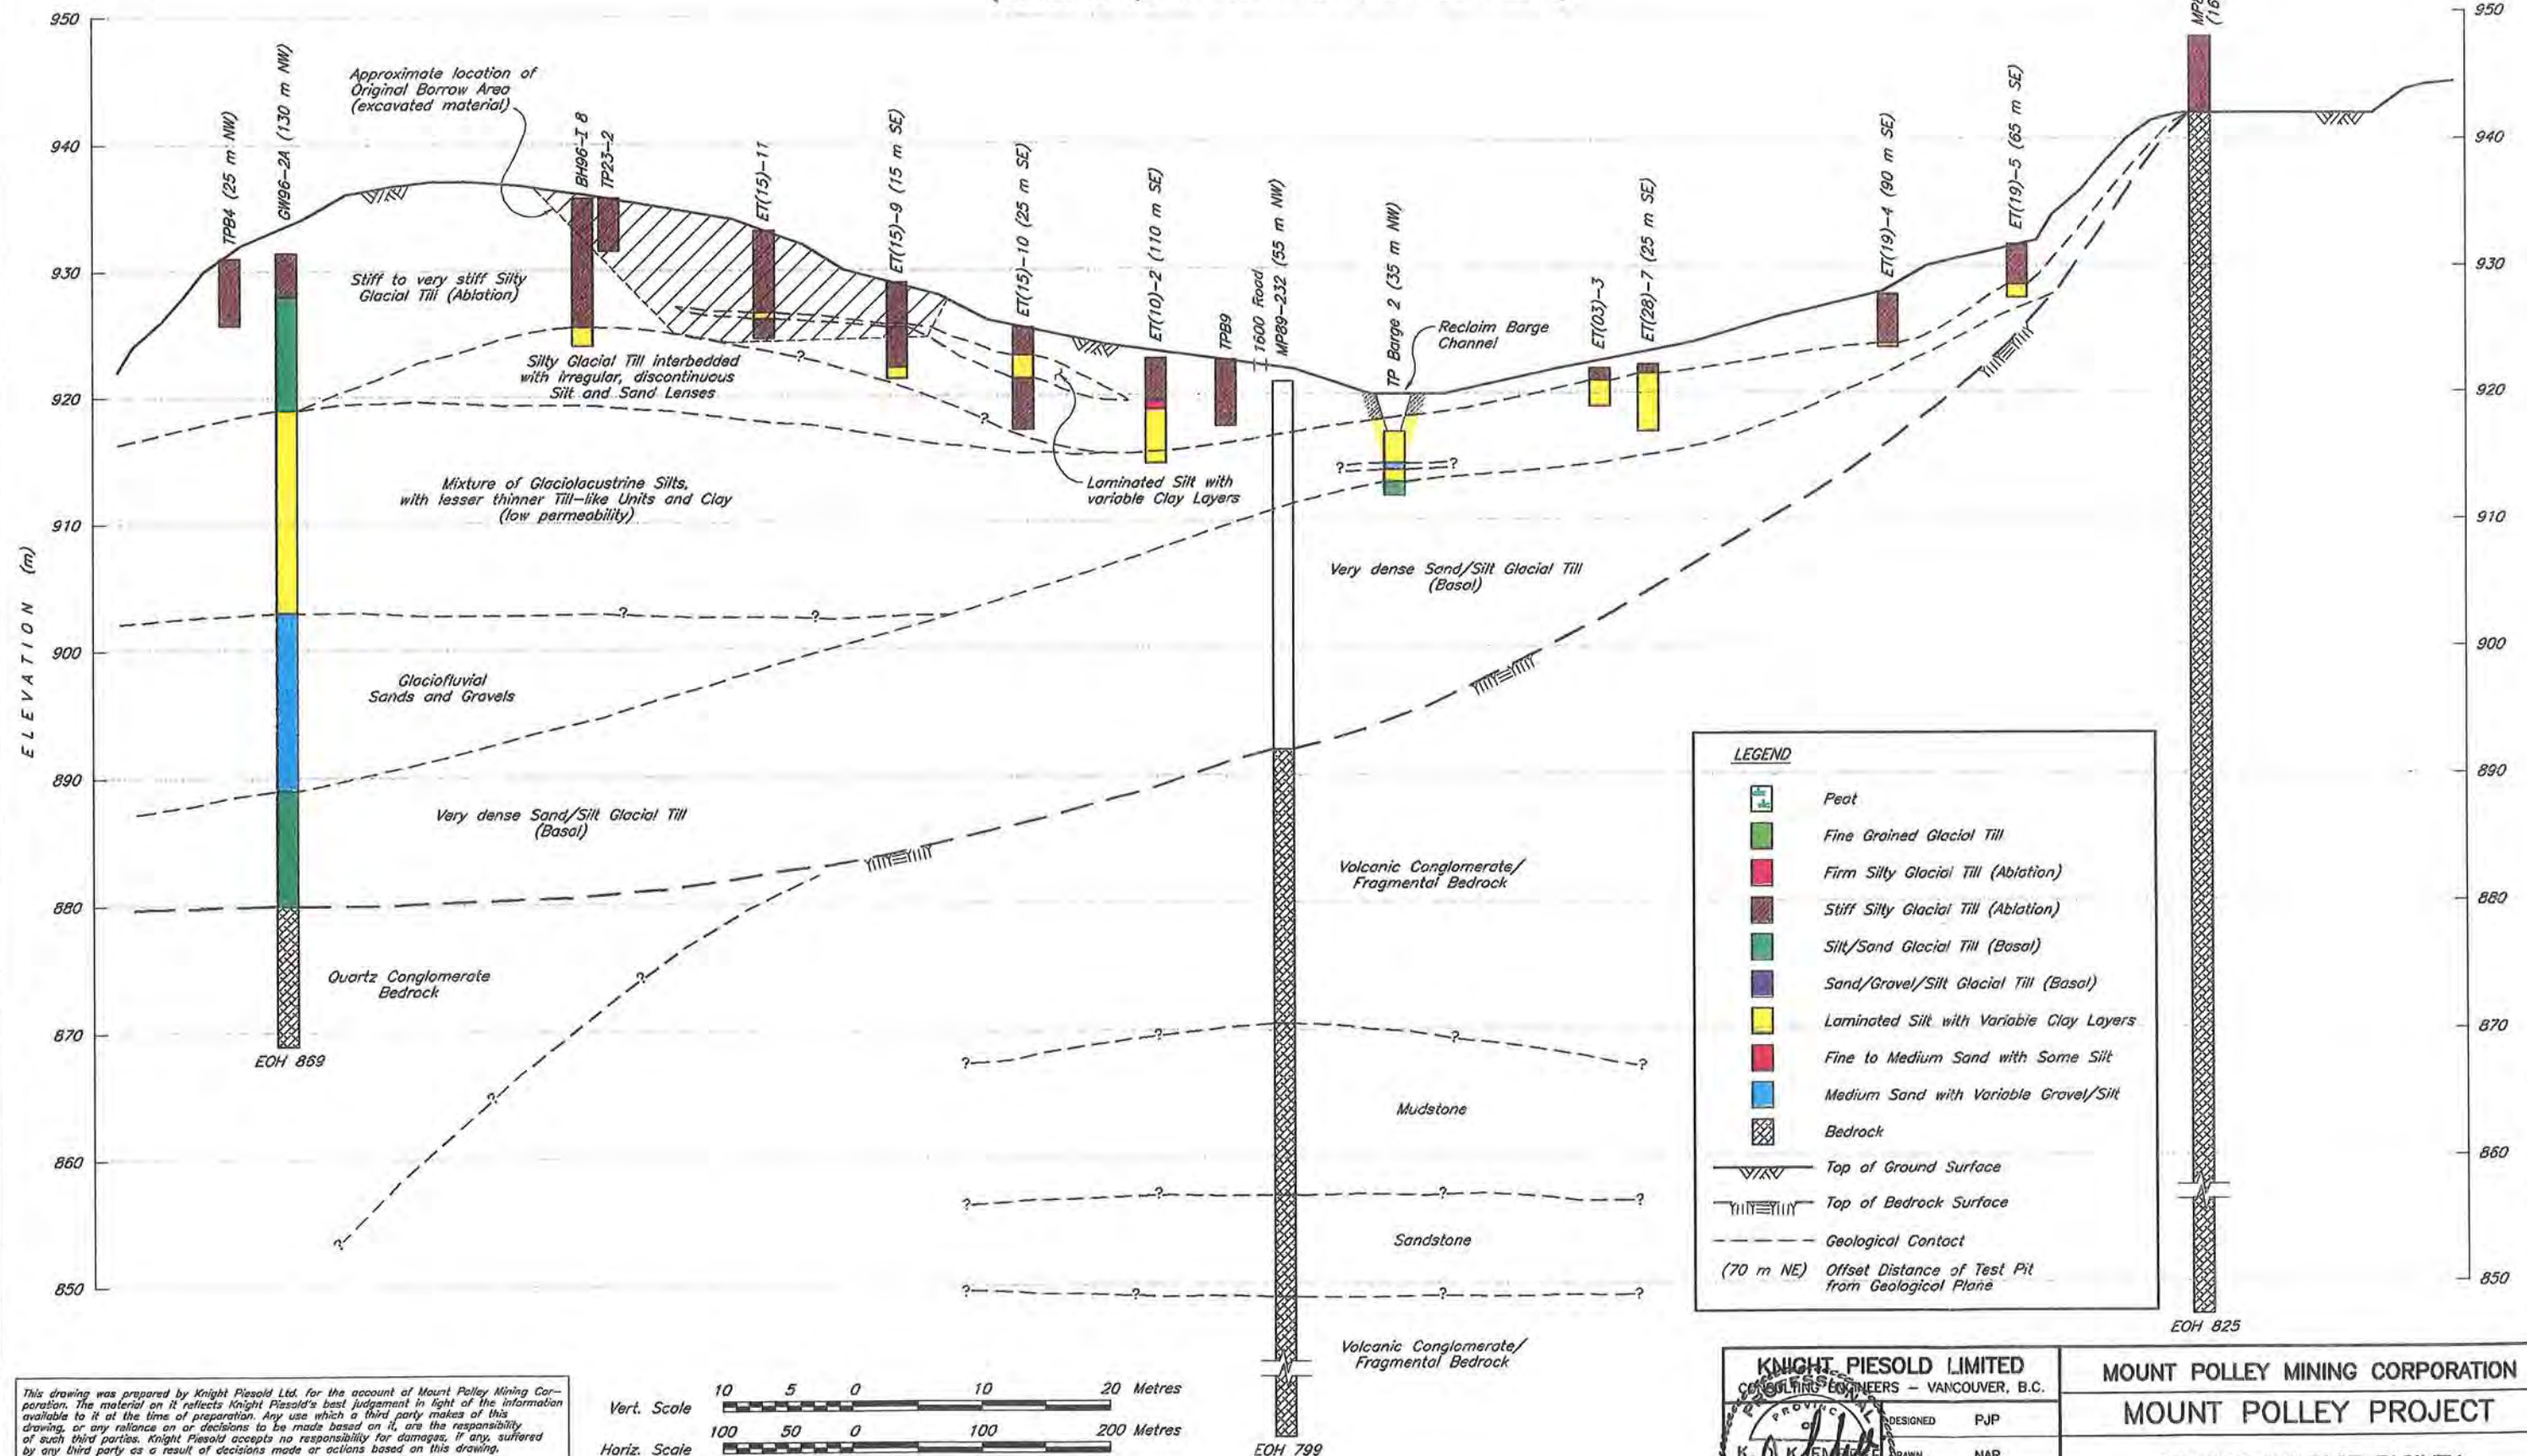 950
940
930
920
910
900
890
880
870
860
850
ELEVATION (m)
TPB4 (25 m NW)
GW96-2A (130 m NW)
Approximate location of
Original Borrow Area
(excavated material)
BH96-I 8
TP23-2
ET(15)-11
ET(15)-9 (15 m SE)
ET(15)-10 (25 m SE)
ET(10)-2 (110 m SE)
TPB9
1600 Road
MP89-232 (55 m NW)
TP Barge 2 (35 m NW)
Reclaim Barge
Channel
ET(03)-3
ET(28)-7 (25 m SE)
ET(19)-4 (90 m SE)
ET(19)-5 (65 m SE)
950
940
930
920
910
900
890
880
870
860
850
Stiff to very stiff Silty
Glacial Till (Ablation)
Silty Glacial Till interbedded
with irregular, discontinuous
Silt and Sand Lenses
Mixture of Glaciolacustrine Silts,
with lesser thinner Till-like Units and Clay
(low permeability)
Laminated Silt with
variable Clay Layers
Very dense Sand/Silt Glacial Till
(Basal)
Glaciofluvial
Sands and Gravels
Very dense Sand/Silt Glacial Till
(Basal)
Quartz Conglomerate
Bedrock
EOH 869
Volcanic Conglomerate/
Fragmental Bedrock
Mudstone
Sandstone
Volcanic Conglomerate/
Fragmental Bedrock
EOH 799
EOH 825
LEGEND
Peat
Fine Grained Glacial Till
Firm Silty Glacial Till (Ablation)
Stiff Silty Glacial Till (Ablation)
Silt/Sand Glacial Till (Basal)
Sand/Gravel/Silt Glacial Till (Basal)
Laminated Silt with Variable Clay Layers
Fine to Medium Sand with Some Silt
Medium Sand with Variable Gravel/Silt
Bedrock
Top of Ground Surface
Top of Bedrock Surface
Geological Contact
(70 m NE) Offset Distance of Test Pit
from Geological Plane
This drawing was prepared by Knight Piesold Ltd. for the account of Mount Polley Mining Cor-
poration. The material on it reflects Knight Piesold's best judgement in light of the information
available to it at the time of preparation. Any use which a third party makes of this
drawing, or any reliance on or decisions to be made based on it, are the responsibility
of such third parties. Knight Piesold accepts no responsibility for damages, if any, suffered
by any third party as a result of decisions made or actions based on this drawing.
Vert. Scale 10 5 0 10 20 Metres
Horiz. Scale 100 50 0 100 200 Metres
KNIGHT PIESOLD LIMITED
CONSULTING ENGINEERS - VANCOUVER, B.C.
DESIGNED PJP
DRAWN NAP
MOUNT POLLEY MINING CORPORATION
MOUNT POLLEY PROJECT